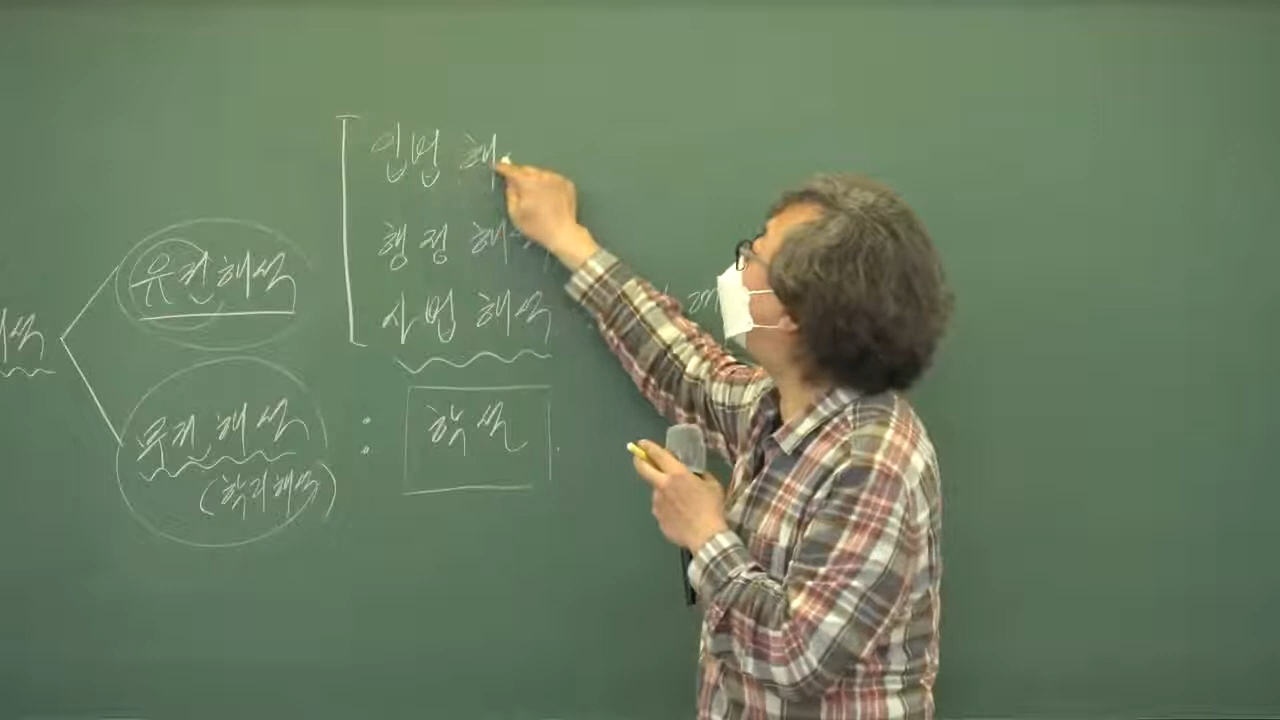 입법 해
행정 해석
유권해석
사법 해석
해석
무권해석 : 학설
(학리해석)